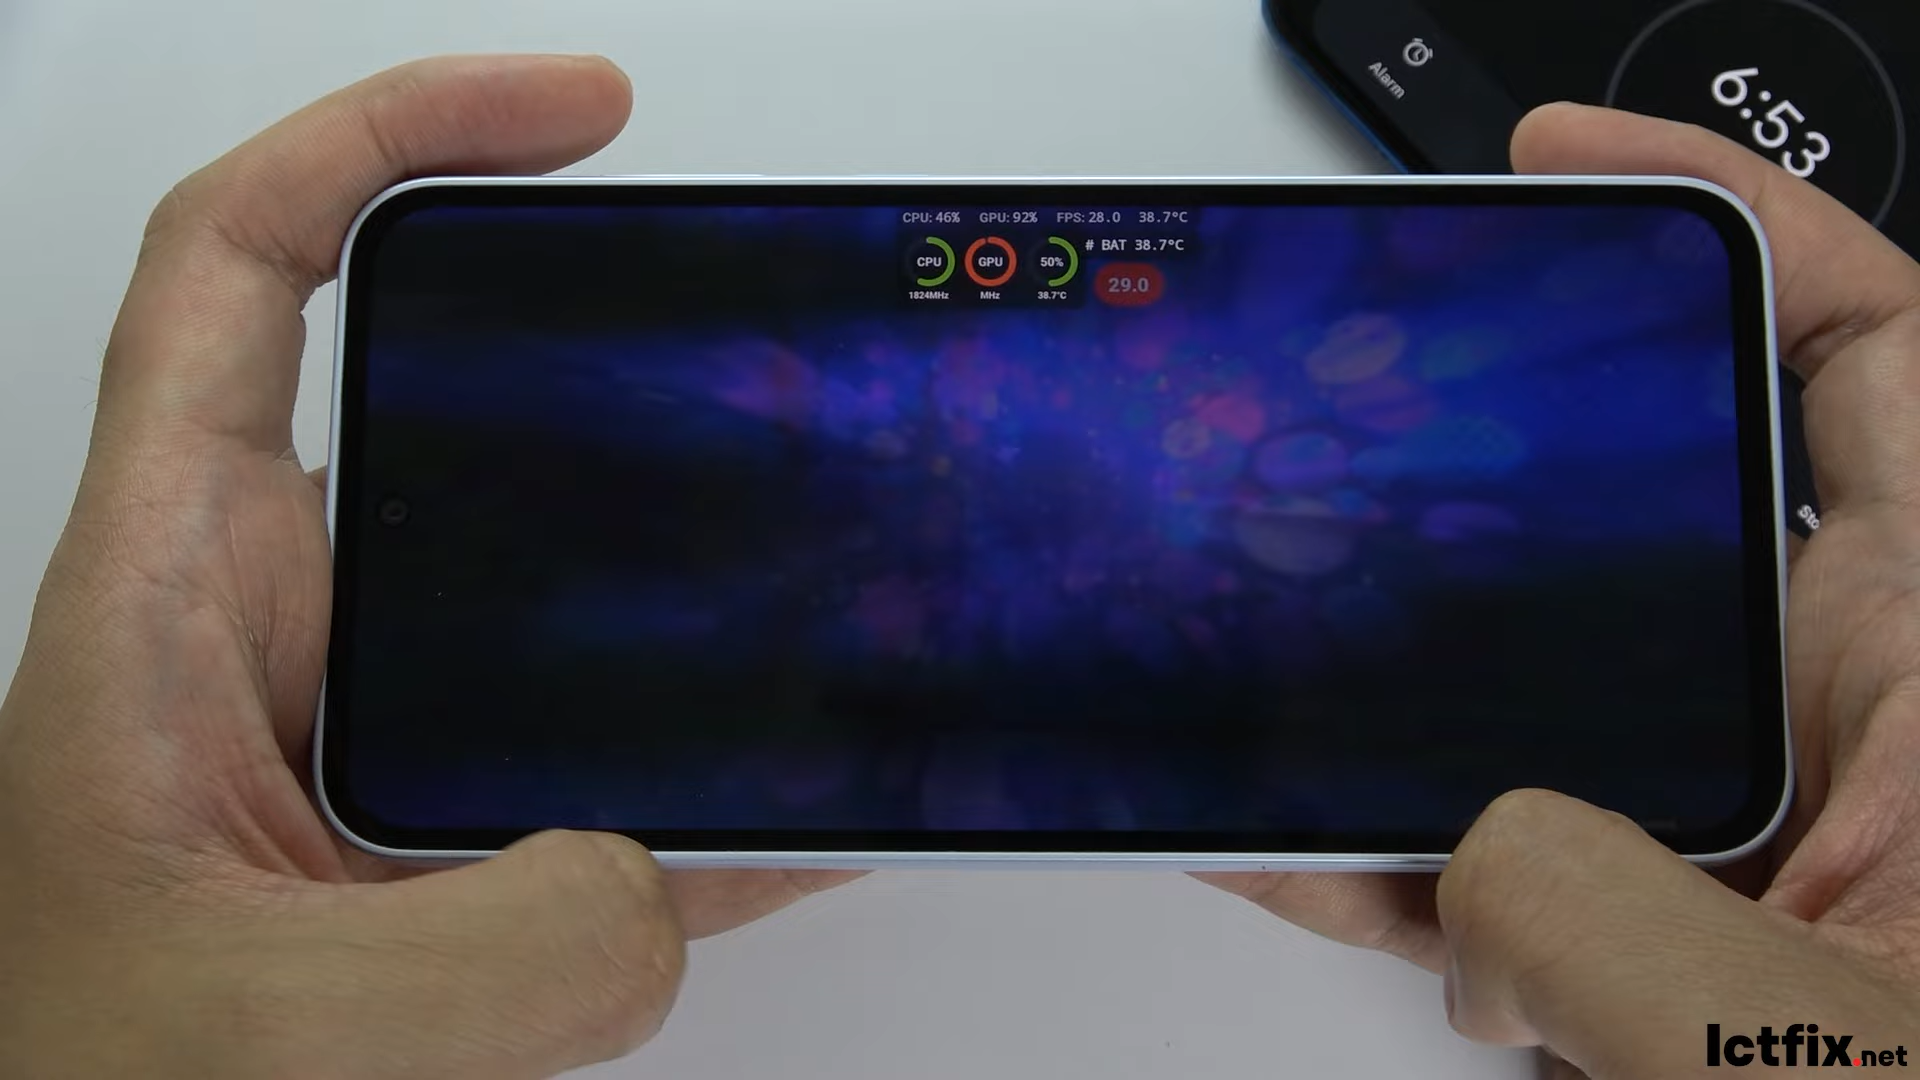 Alarm
6:53
CPU: 46% GPU: 92% FPS: 28.0 38.7°C
# BAT 38.7°C
CPU GPU 50%
29.0
1824MHz MHz 38.7°C
Ictfix.net